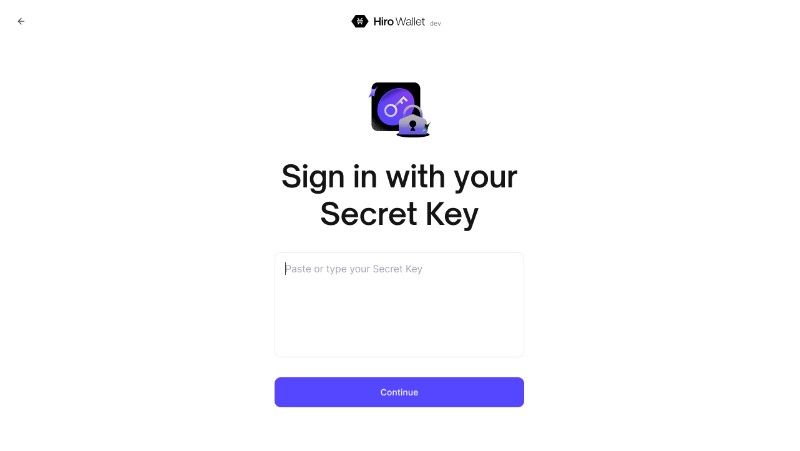 Hiro Wallet dev
Sign in with your
Secret Key
Paste or type your Secret Key
Continue